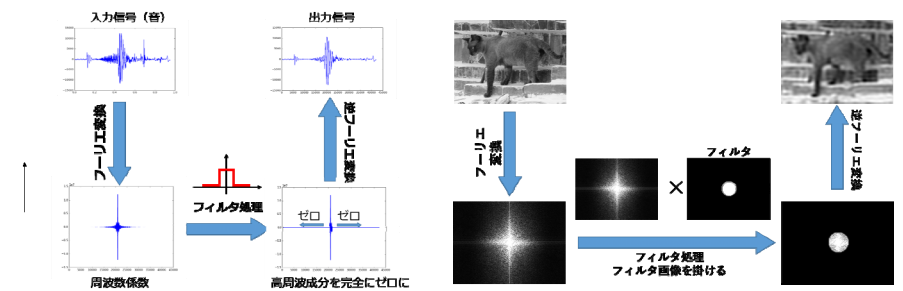 入力信号（音）
出力信号
フーリエ変換
逆フーリエ変換
フィルタ処理
ゼロ
ゼロ
周波数係数
高周波成分を完全にゼロに
フーリエ
変換
フィルタ
×
逆フーリエ変換
フィルタ処理
フィルタ画像を掛ける